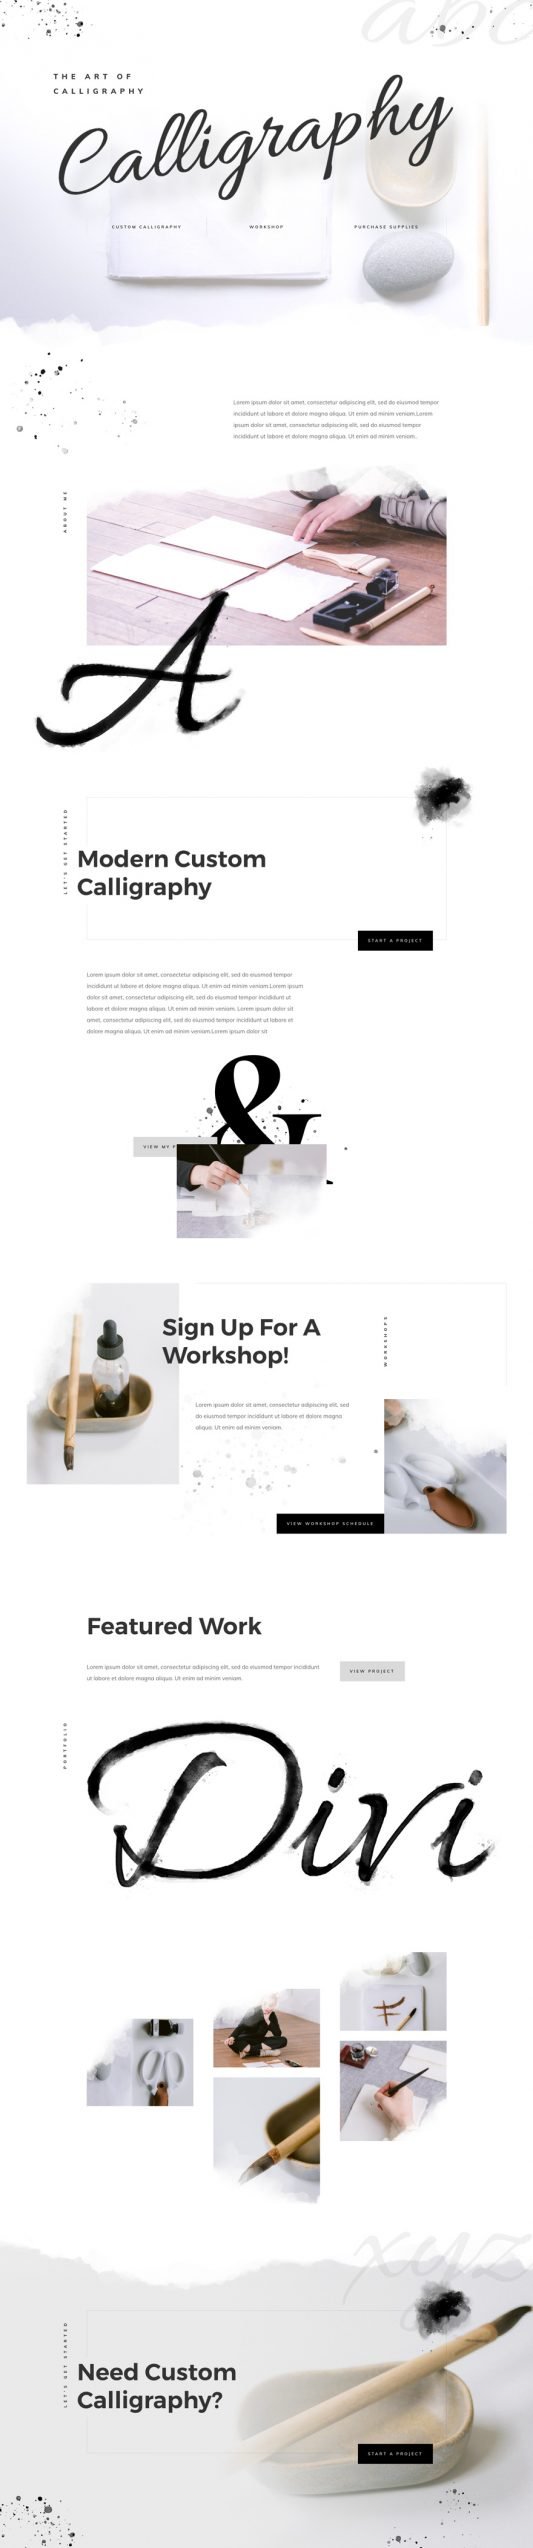 abc
THE ART OF
CALLIGRAPHY
Calligraphy
CUSTOM CALLIGRAPHY
WORKSHOP
PURCHASE SUPPLIES
Lorem ipsum dolor sit amet, consectetur adipiscing elit, sed do eiusmod tempor
incididunt ut labore et dolore magna aliqua. Ut enim ad minim veniam.Lorem
ipsum dolor sit amet, consectetur adipiscing elit, sed do eiusmod tempor
incididunt ut labore et dolore magna aliqua. Ut enim ad minim veniam..
ABOUT ME
A
LET'S GET STARTED
Modern Custom
Calligraphy
START A PROJECT
Lorem ipsum dolor sit amet, consectetur adipiscing elit, sed do eiusmod tempor
incididunt ut labore et dolore magna aliqua. Ut enim ad minim veniam.Lorem ipsum
dolor sit amet, consectetur adipiscing elit, sed do eiusmod tempor incididunt ut
labore et dolore magna aliqua. Ut enim ad minim veniam. Lorem ipsum dolor sit
amet, consectetur adipiscing elit, sed do eiusmod tempor incididunt ut labore et
dolore magna aliqua. Ut enim ad minim veniam.Lorem ipsum dolor sit
&
VIEW MY
Sign Up For A
Workshop!
WORKSHOPS
Lorem ipsum dolor sit amet, consectetur adipiscing elit, sed
do eiusmod tempor incididunt ut labore et dolore magna
aliqua. Ut enim ad minim veniam.
VIEW WORKSHOP SCHEDULE
Featured Work
Lorem ipsum dolor sit amet, consectetur adipiscing elit, sed do eiusmod tempor incididunt
ut labore et dolore magna aliqua. Ut enim ad minim veniam.
VIEW PROJECT
PORTFOLIO
Divi
xyz
LET'S GET STARTED
Need Custom
Calligraphy?
START A PROJECT